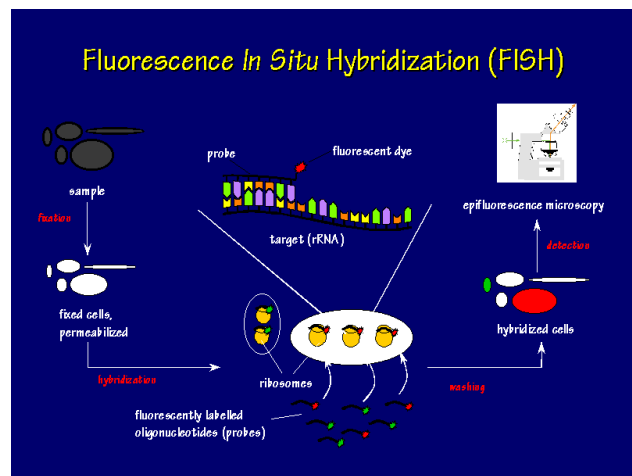 Fluorescence In Situ Hybridization (FISH)
probe
fluorescent dye
sample
target (rRNA)
epifluorescence microscopy
fixation
detection
fixed cells,
permeabilized
hybridized cells
hybridization
ribosomes
washing
fluorescently labelled
oligonucleotides (probes)